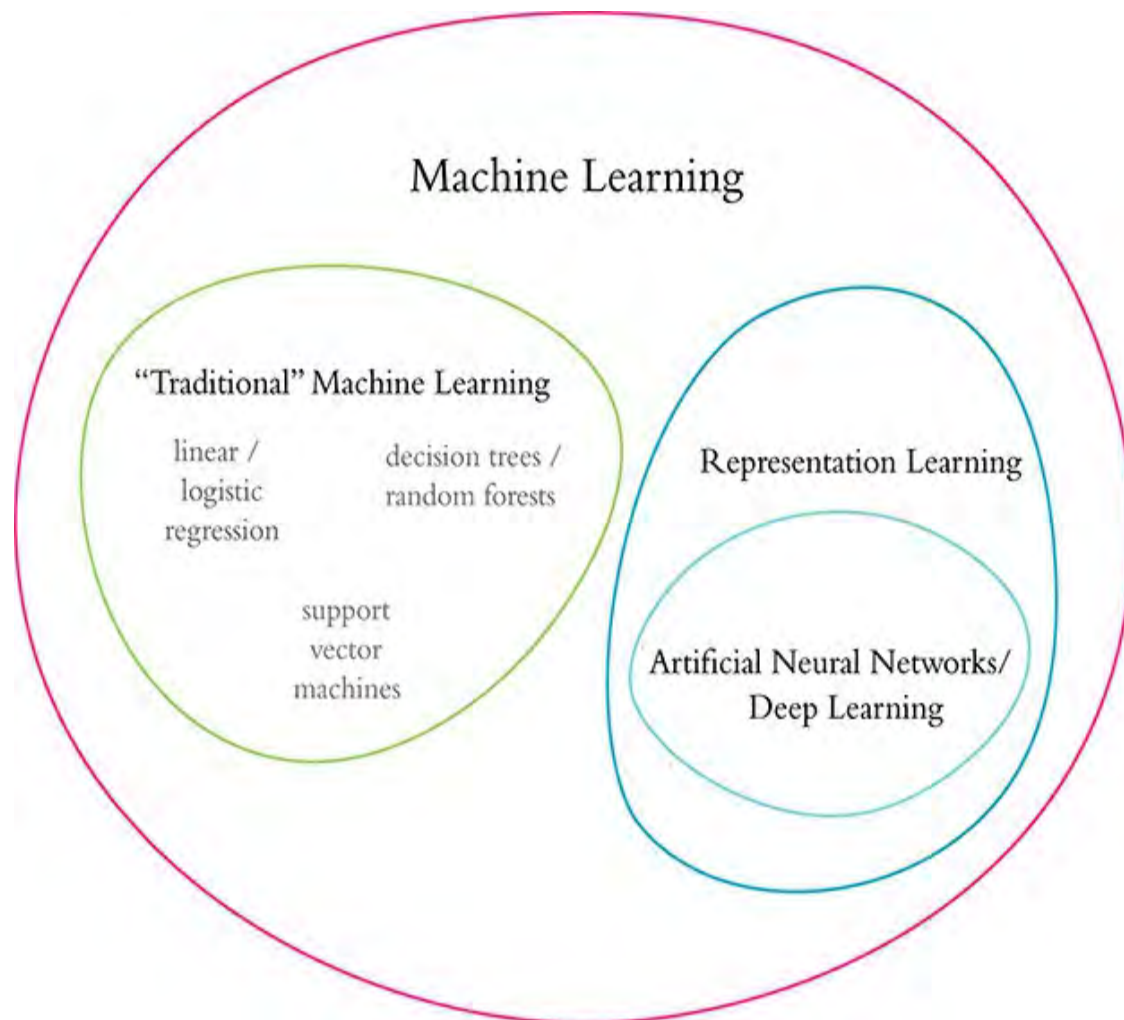 Machine Learning
“Traditional” Machine Learning
linear /
logistic
regression
decision trees /
random forests
support
vector
machines
Representation Learning
Artificial Neural Networks/
Deep Learning